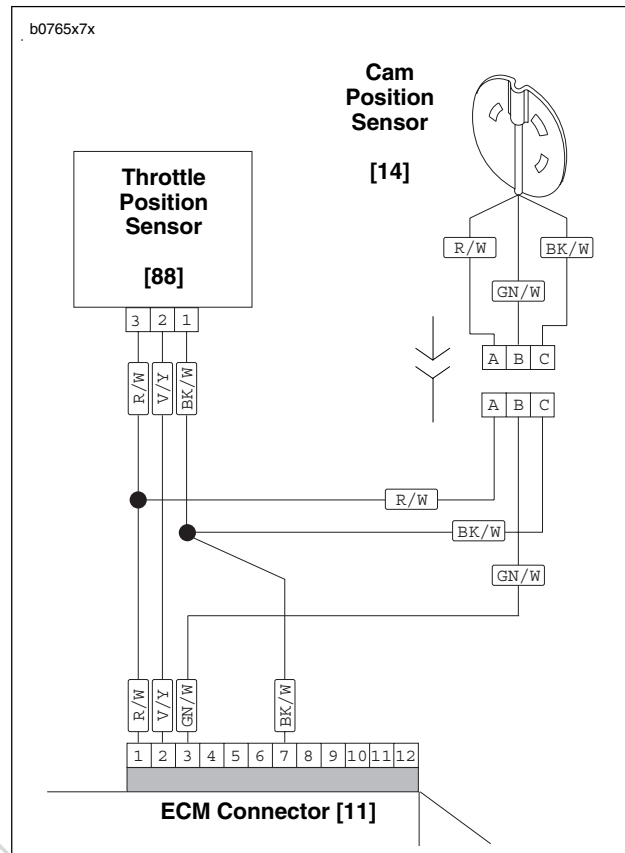 b0765x7x
Cam
Position
Sensor
[14]
Throttle
Position
Sensor
[88]
R/W
BK/W
GN/W
3 2 1
A B C
R/W
V/Y
BK/W
A B C
R/W
BK/W
GN/W
R/W
V/Y
GN/W
BK/W
1 2 3 4 5 6 7 8 9 10 11 12
ECM Connector [11]